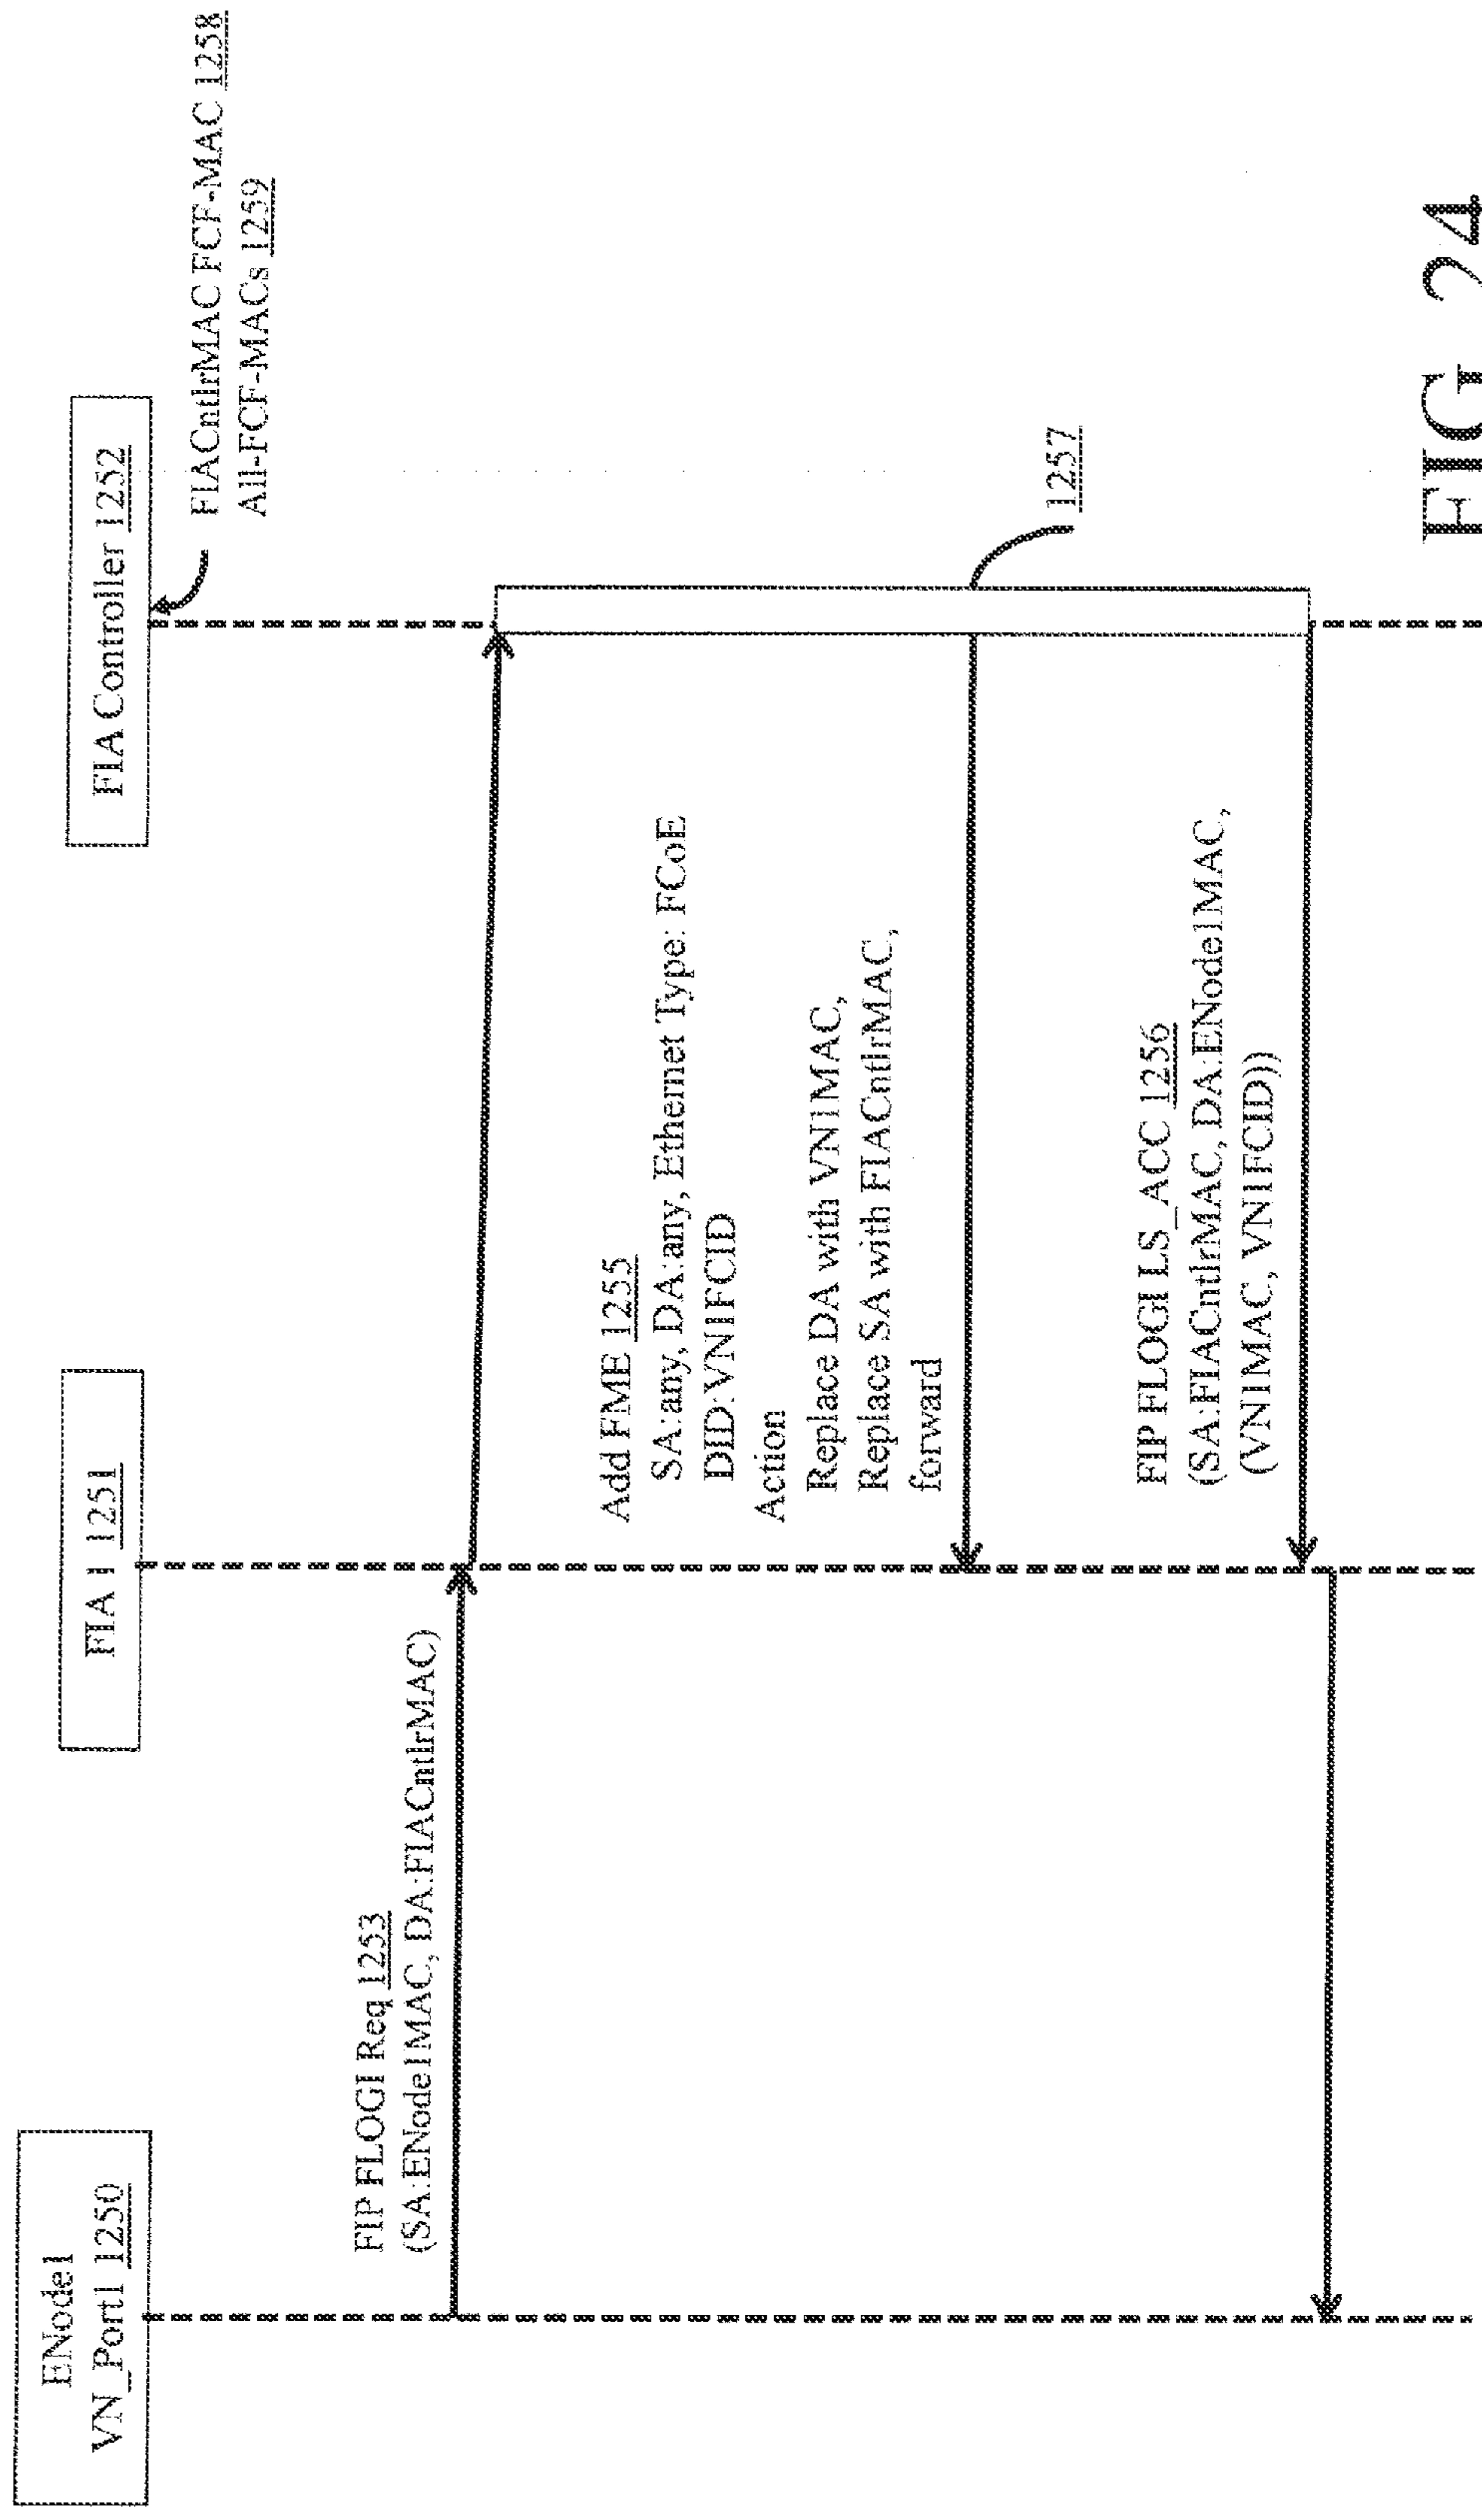 ENode1
VN_Port1 1250
FIA 1 1251
FIA Controller 1252
FIACntlrMAC FCF-MAC 1258
All-FCF-MACs 1259
FIP FLOGI Req 1253
(SA:ENode1MAC, DA:FIACntlrMAC)
Add FME 1255
SA:any, DA:any, Ethernet Type: FCoE
DID:VN1FCID
Action
Replace DA with VN1MAC,
Replace SA with FIACntlrMAC,
forward
1257
FIP FLOGI LS_ACC 1256
(SA:FIACntlrMAC, DA:ENode1MAC,
(VN1MAC, VN1FCID))
FIG 24